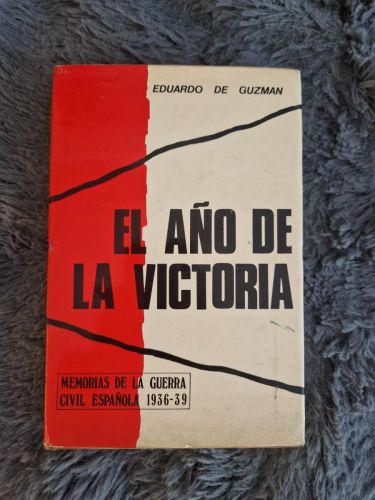 EDUARDO DE GUZMAN
EL AÑO DE
LA VICTORIA
MEMORIAS DE LA GUERRA
CIVIL ESPAÑOLA 1936-39